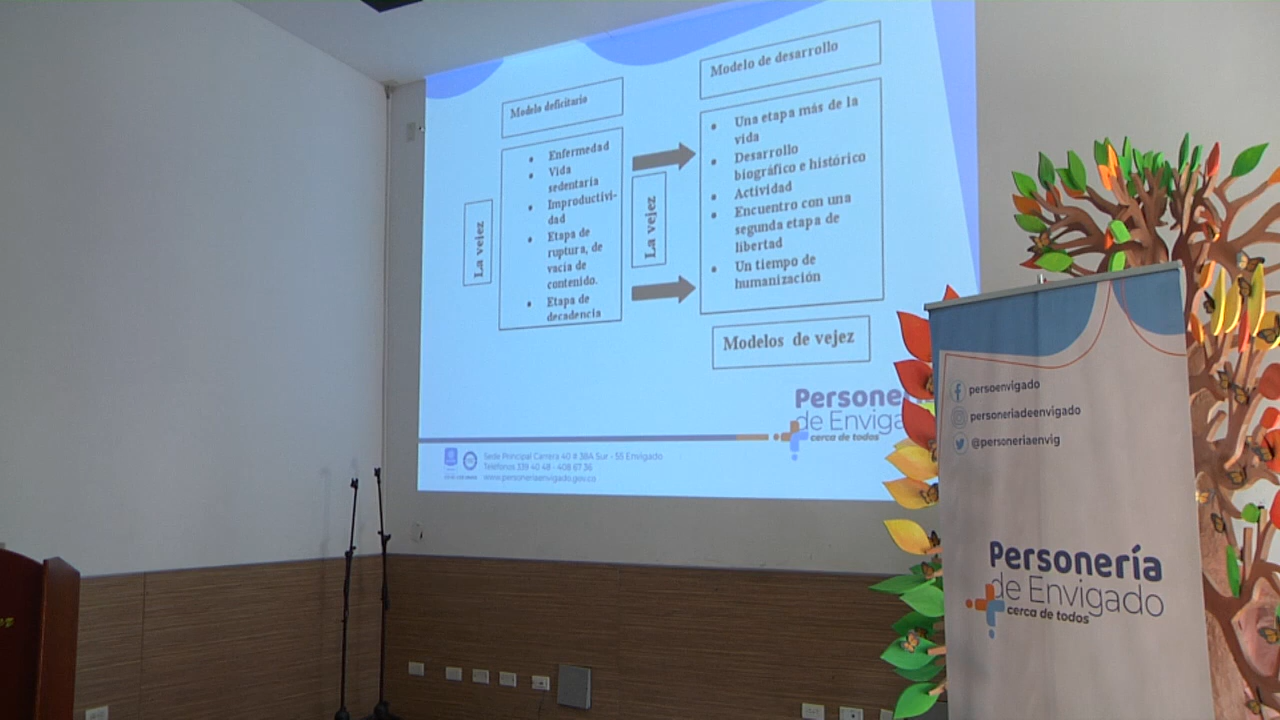 Modelo deficitario
La vejez
• Enfermedad
• Vida
sedentaria
• Improductivi-
dad
• Etapa de
ruptura, de
vacía de
contenido.
• Etapa de
decadencia
La vejez
Modelo de desarrollo
• Una etapa más de la
vida
• Desarrollo
biográfico e histórico
• Actividad
• Encuentro con una
segunda etapa de
libertad
• Un tiempo de
humanización
Modelos de vejez
Persone
de Enviga
cerca de todos
Sede Principal Carrera 40 # 38A Sur - 55 Envigado
Teléfonos 339 40 48 - 408 67 36
www.personeriaenvigado.gov.co
persoenvigado
personeriadeenvigado
@personeriaenvig
Personería
de Envigado
cerca de todos